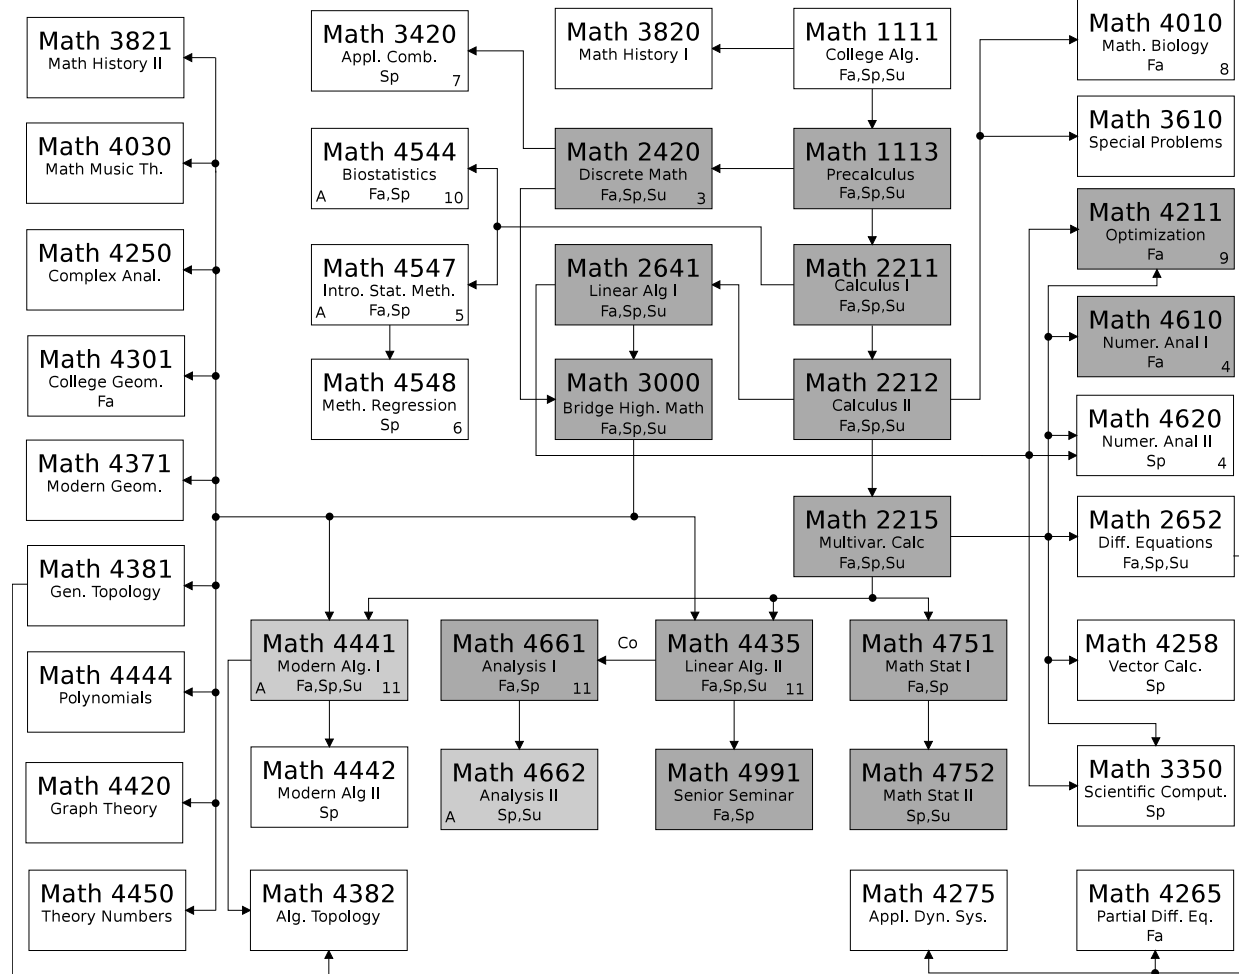 Math 3821
Math History II
Math 3420
Appl. Comb.
Sp
7
Math 3820
Math History I
Math 1111
College Alg.
Fa,Sp,Su
Math 4010
Math. Biology
Fa
8
Math 4030
Math Music Th.
Math 4544
Biostatistics
Fa,Sp
A
10
Math 2420
Discrete Math
Fa,Sp,Su
3
Math 1113
Precalculus
Fa,Sp,Su
Math 3610
Special Problems
Math 4211
Optimization
Fa
9
Math 4250
Complex Anal.
Math 4547
Intro. Stat. Meth.
Fa,Sp
A
5
Math 2641
Linear Alg I
Fa,Sp,Su
Math 2211
Calculus I
Fa,Sp,Su
Math 4610
Numer. Anal I
Fa
4
Math 4301
College Geom.
Fa
Math 4548
Meth. Regression
Sp
6
Math 3000
Bridge High. Math
Fa,Sp,Su
Math 2212
Calculus II
Fa,Sp,Su
Math 4620
Numer. Anal II
Sp
4
Math 4371
Modern Geom.
Math 2215
Multivar. Calc
Fa,Sp,Su
Math 2652
Diff. Equations
Fa,Sp,Su
Math 4381
Gen. Topology
Math 4441
Modern Alg. I
Fa,Sp,Su
A
11
Math 4661
Analysis I
Fa,Sp
11
Co
Math 4435
Linear Alg. II
Fa,Sp,Su
11
Math 4751
Math Stat I
Fa,Sp
Math 4258
Vector Calc.
Sp
Math 4444
Polynomials
Math 4442
Modern Alg II
Sp
Math 4662
Analysis II
Sp,Su
A
Math 4991
Senior Seminar
Fa,Sp
Math 4752
Math Stat II
Sp,Su
Math 3350
Scientific Comput.
Sp
Math 4420
Graph Theory
Math 4450
Theory Numbers
Math 4382
Alg. Topology
Math 4275
Appl. Dyn. Sys.
Math 4265
Partial Diff. Eq.
Fa